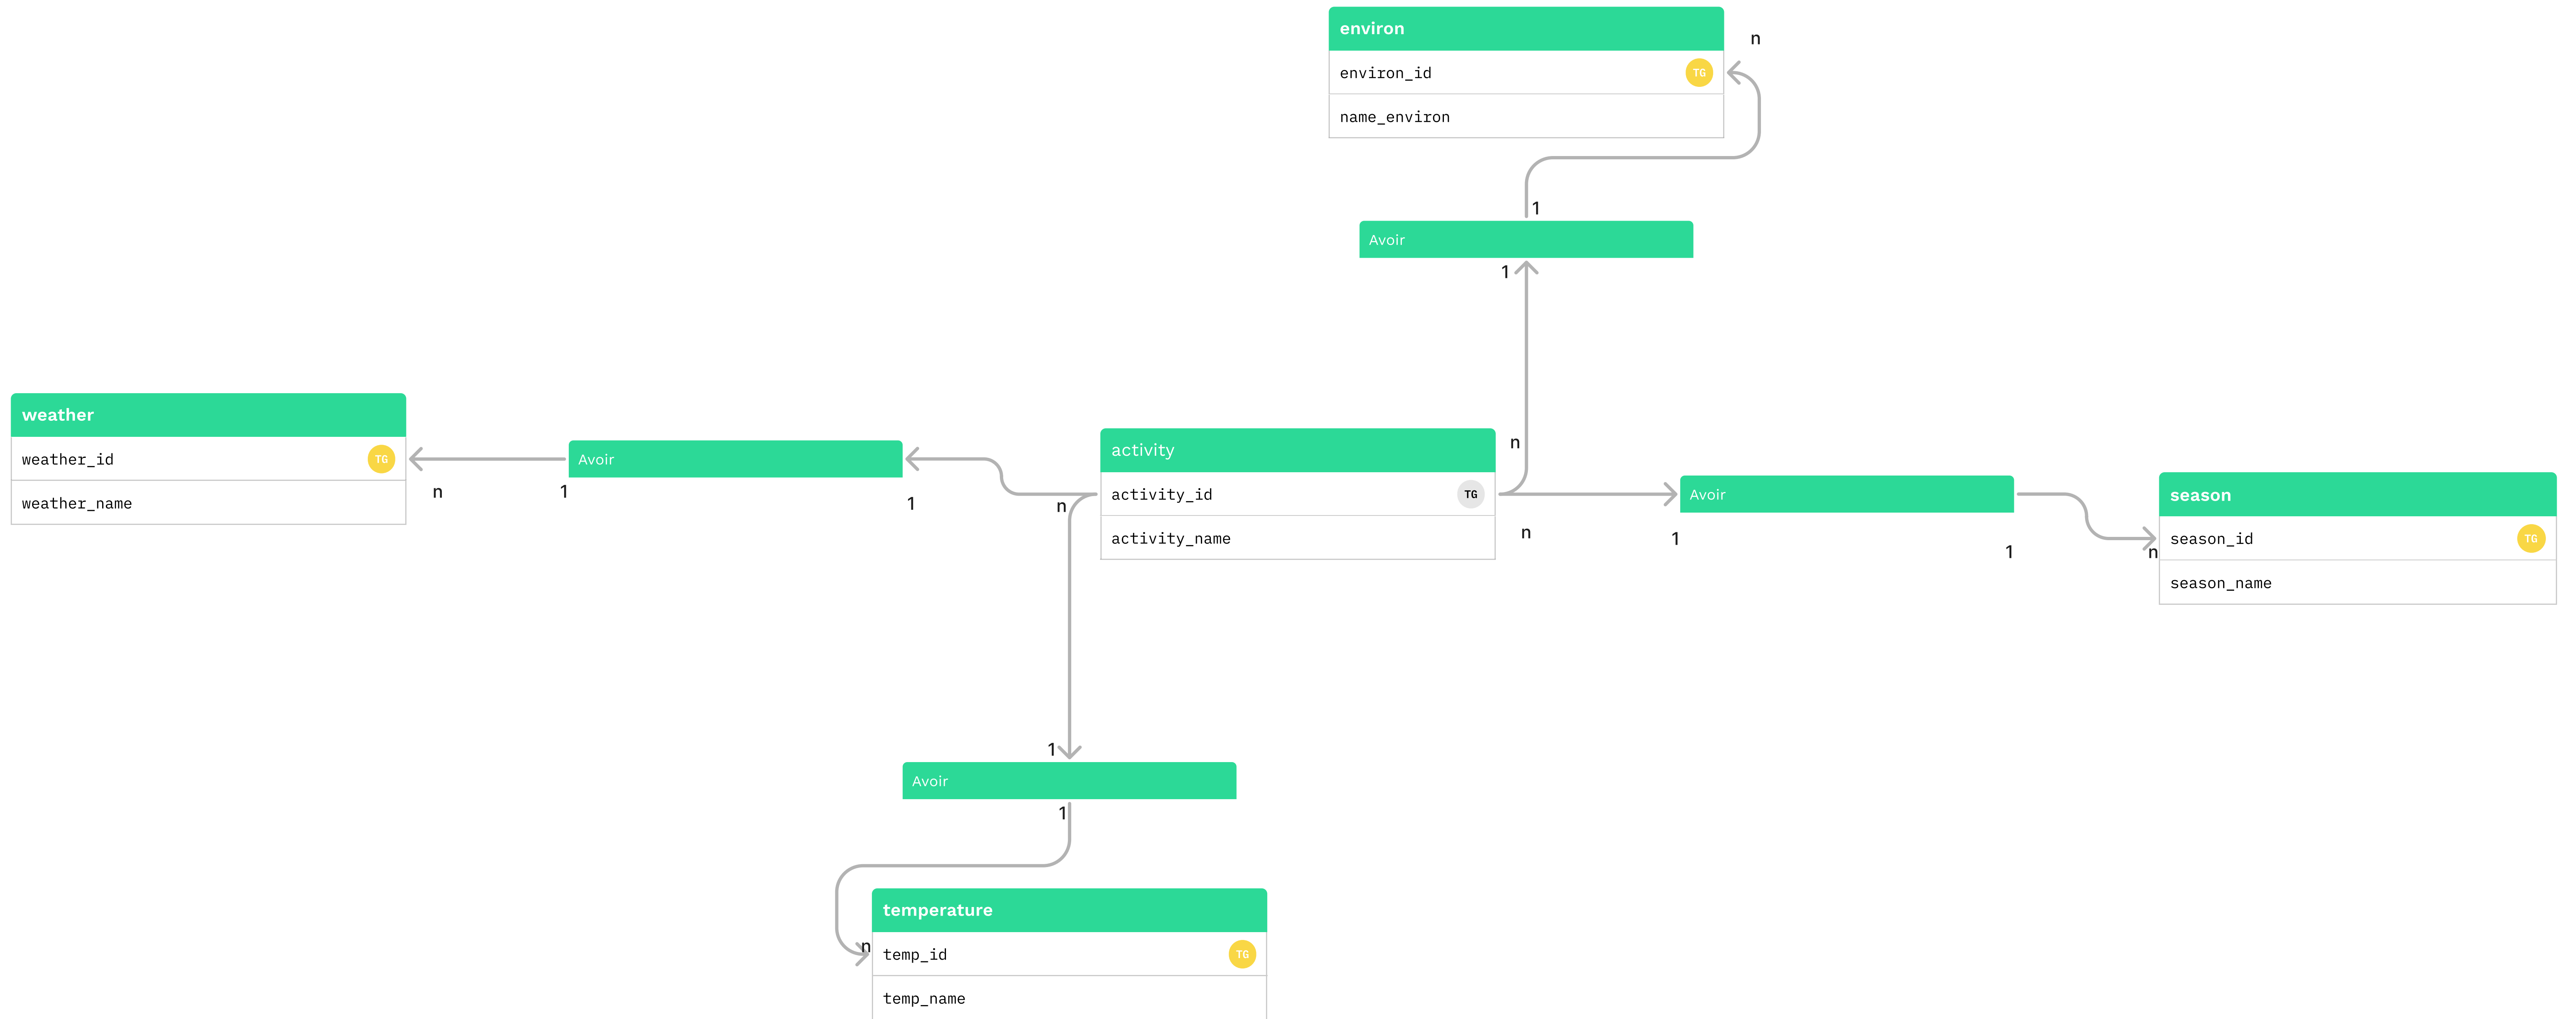 environ
n
environ_id TG
name_environ
1
Avoir
1
weather
weather_id TG
weather_name
n
1
Avoir
1
n
activity
activity_id TG
activity_name
n
n
1
Avoir
1
n
season
season_id TG
season_name
1
Avoir
1
n
temperature
temp_id TG
temp_name